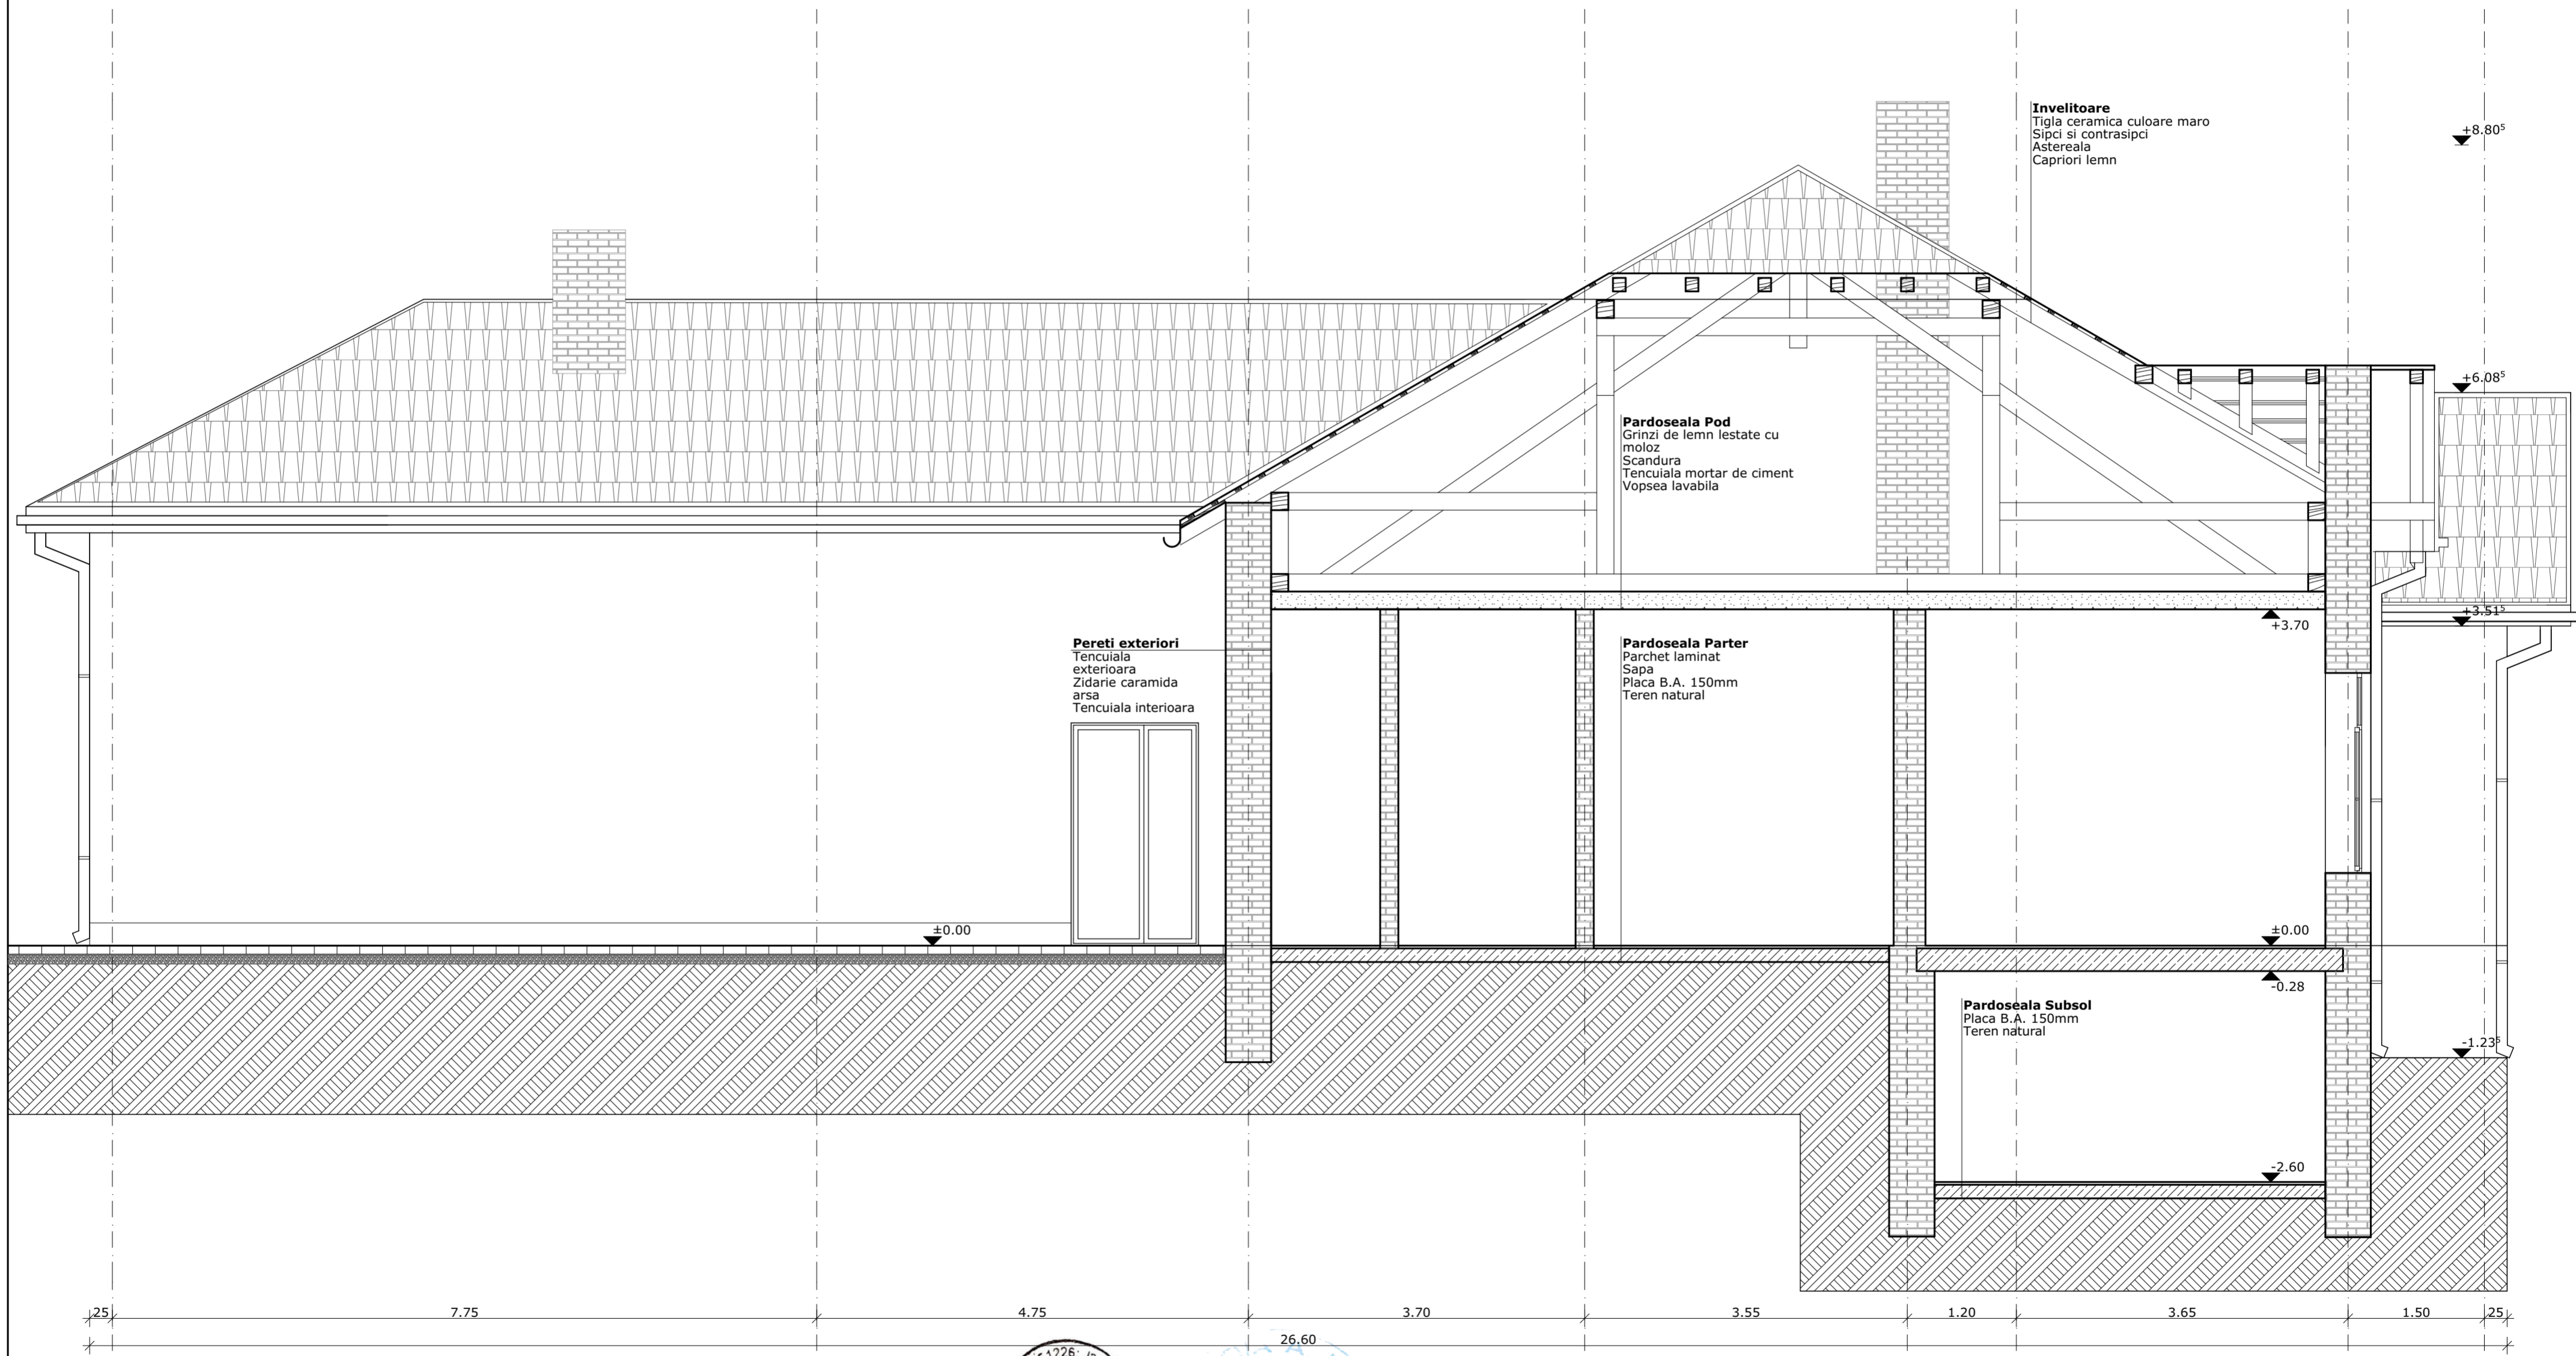 Invelitoare
Tigla ceramica culoare maro
Sipci si contrasipci
Astereala
Capriori lemn
+8.80⁵
+6.08⁵
Pardoseala Pod
Grinzi de lemn lestate cu
moloz
Scandura
Tencuiala mortar de ciment
Vopsea lavabila
+3.51⁵
+3.70
Pereti exteriori
Tencuiala
exterioara
Zidarie caramida
arsa
Tencuiala interioara
Pardoseala Parter
Parchet laminat
Sapa
Placa B.A. 150mm
Teren natural
±0.00
±0.00
-0.28
Pardoseala Subsol
Placa B.A. 150mm
Teren natural
-1.23⁵
-2.60
25 7.75 4.75 3.70 3.55 1.20 3.65 1.50 25
26.60